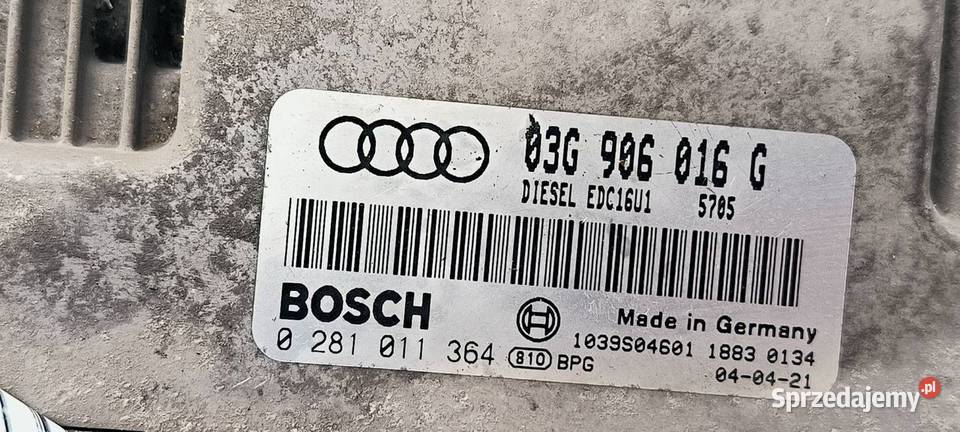 03G 906 016 G
DIESEL EDC16U1 5705
BOSCH
Made in Germany
0 281 011 364 810 BPG
1039S04601 1883 0134
04-04-21
Sprzedajemy.pl